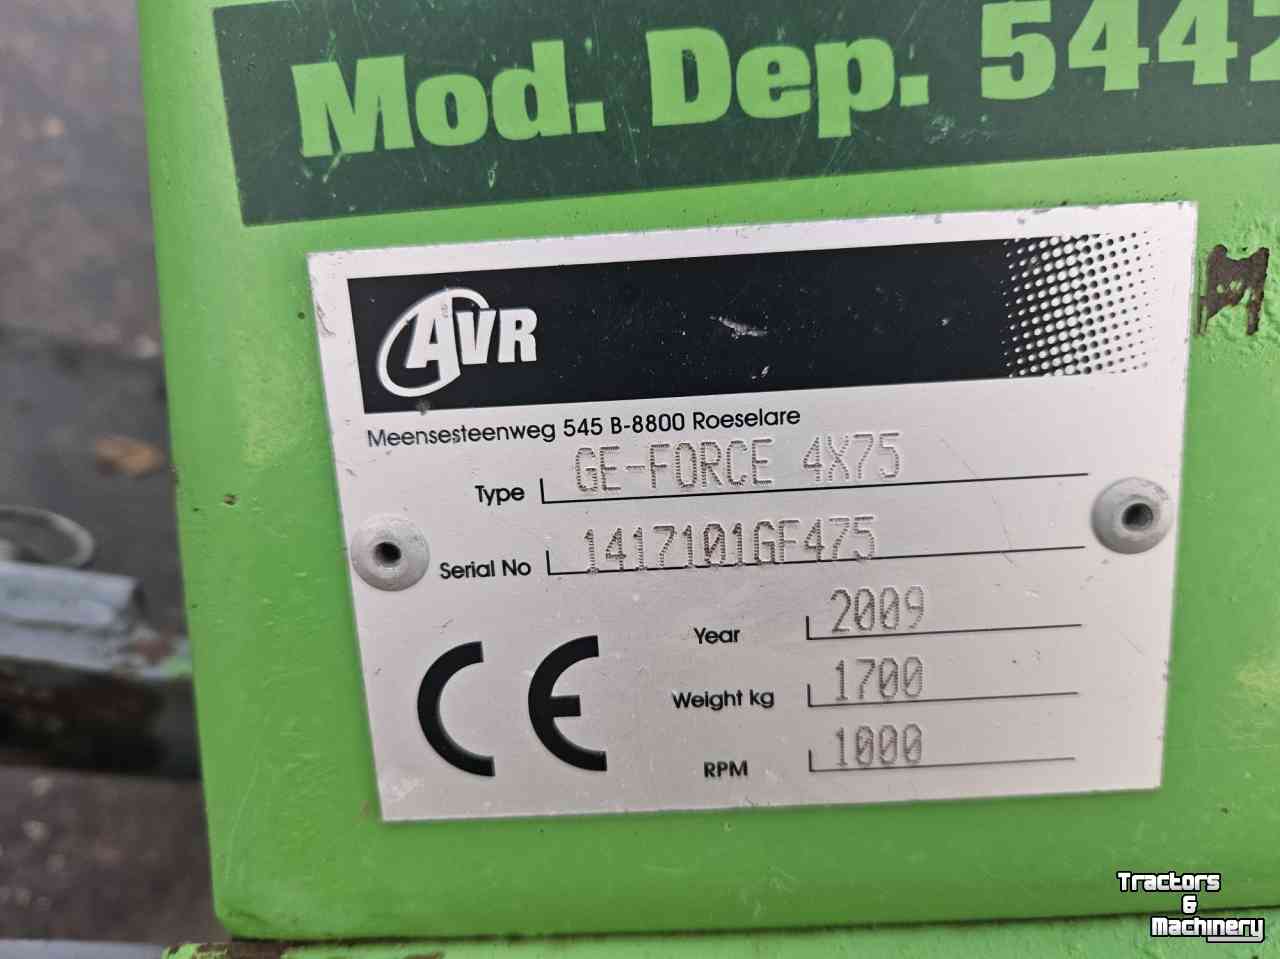 Mod. Dep. 5442
AVR
Meensesteenweg 545 B-8800 Roeselare
Type GE-FORCE 4X75
Serial No 1417101GF475
Year 2009
Weight kg 1700
RPM 1000
CE
Tractors
&
Machinery